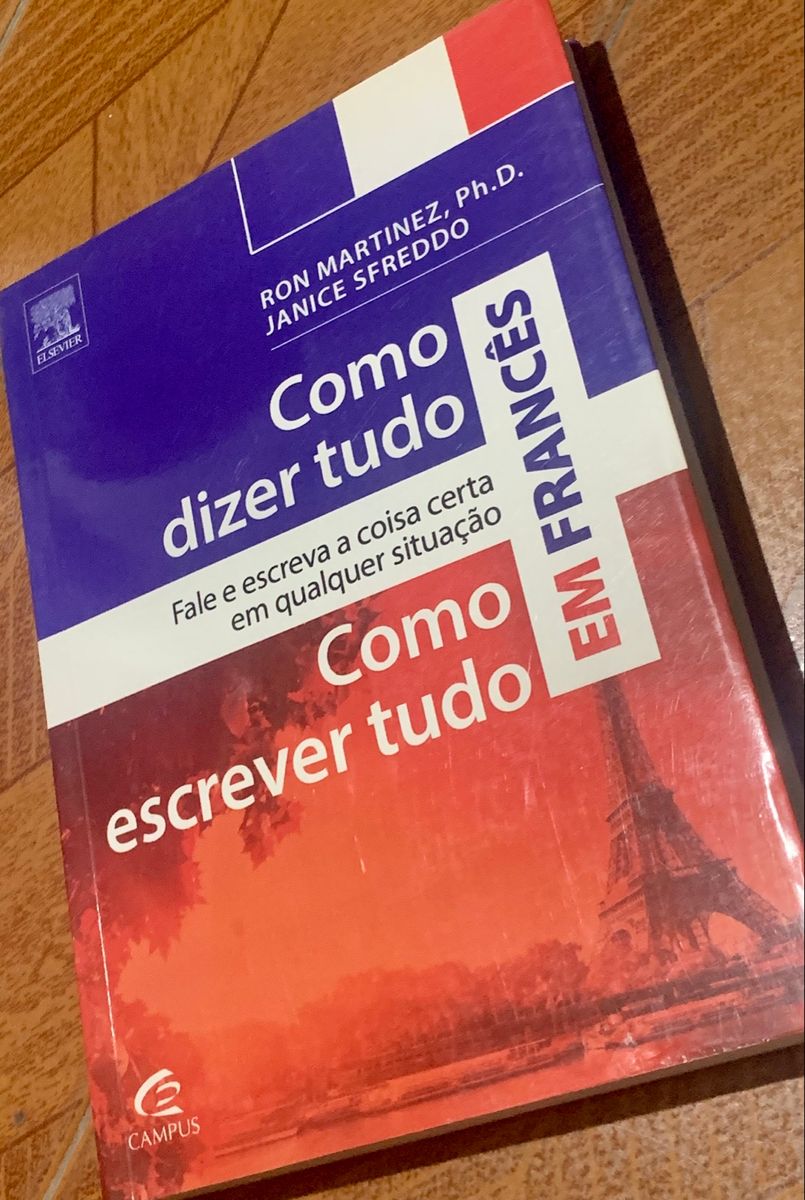 RON MARTINEZ, Ph.D.
JANICE SFREDDO
ELSEVIER
Como
dizer tudo
EM FRANCÊS
Fale e escreva a coisa certa
em qualquer situação
Como
escrever tudo
CAMPUS